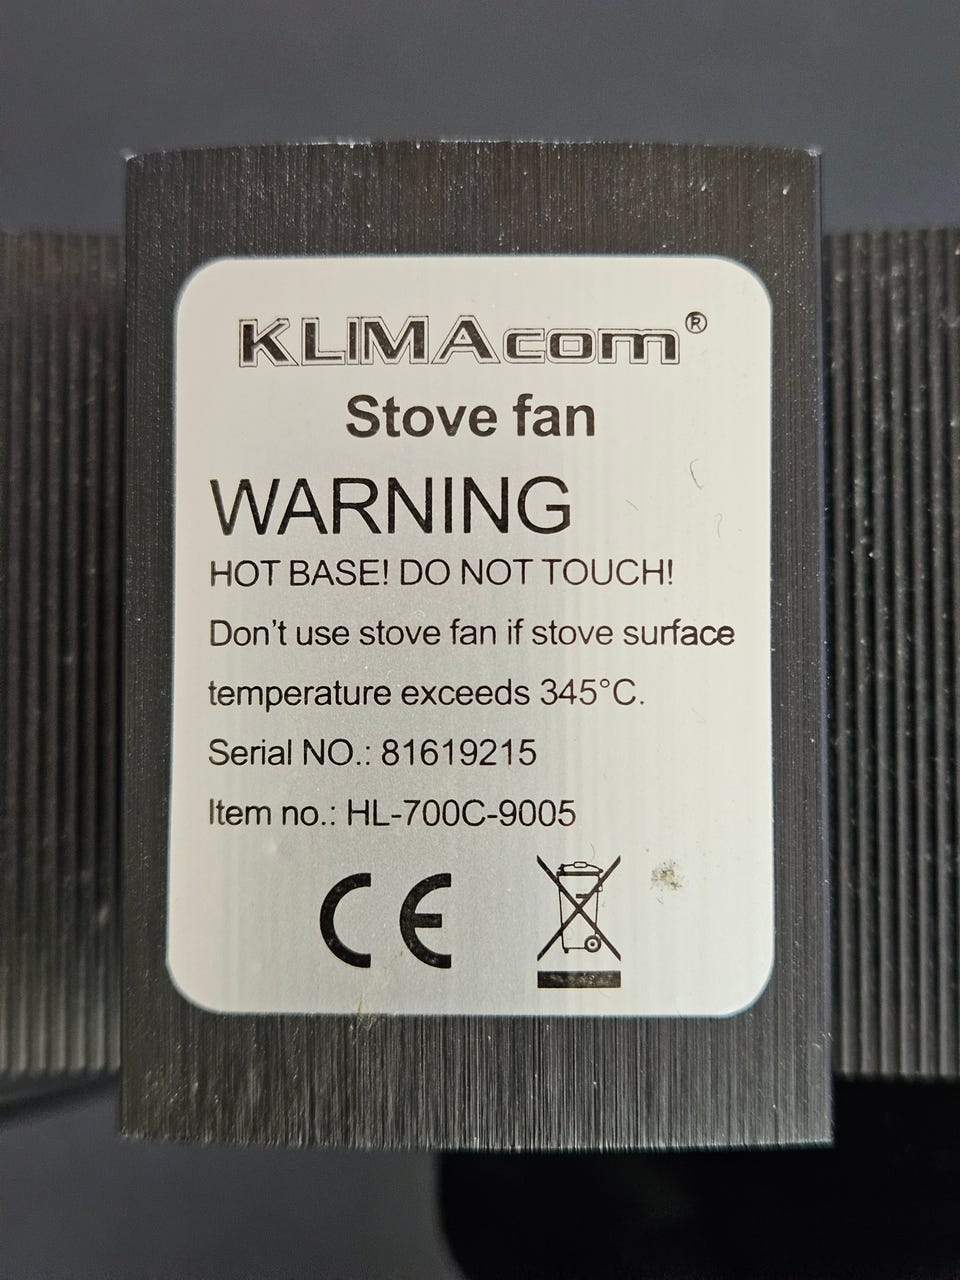 KLIMAcom®
Stove fan
WARNING
HOT BASE! DO NOT TOUCH!
Don't use stove fan if stove surface
temperature exceeds 345°C.
Serial NO.: 81619215
Item no.: HL-700C-9005
CE